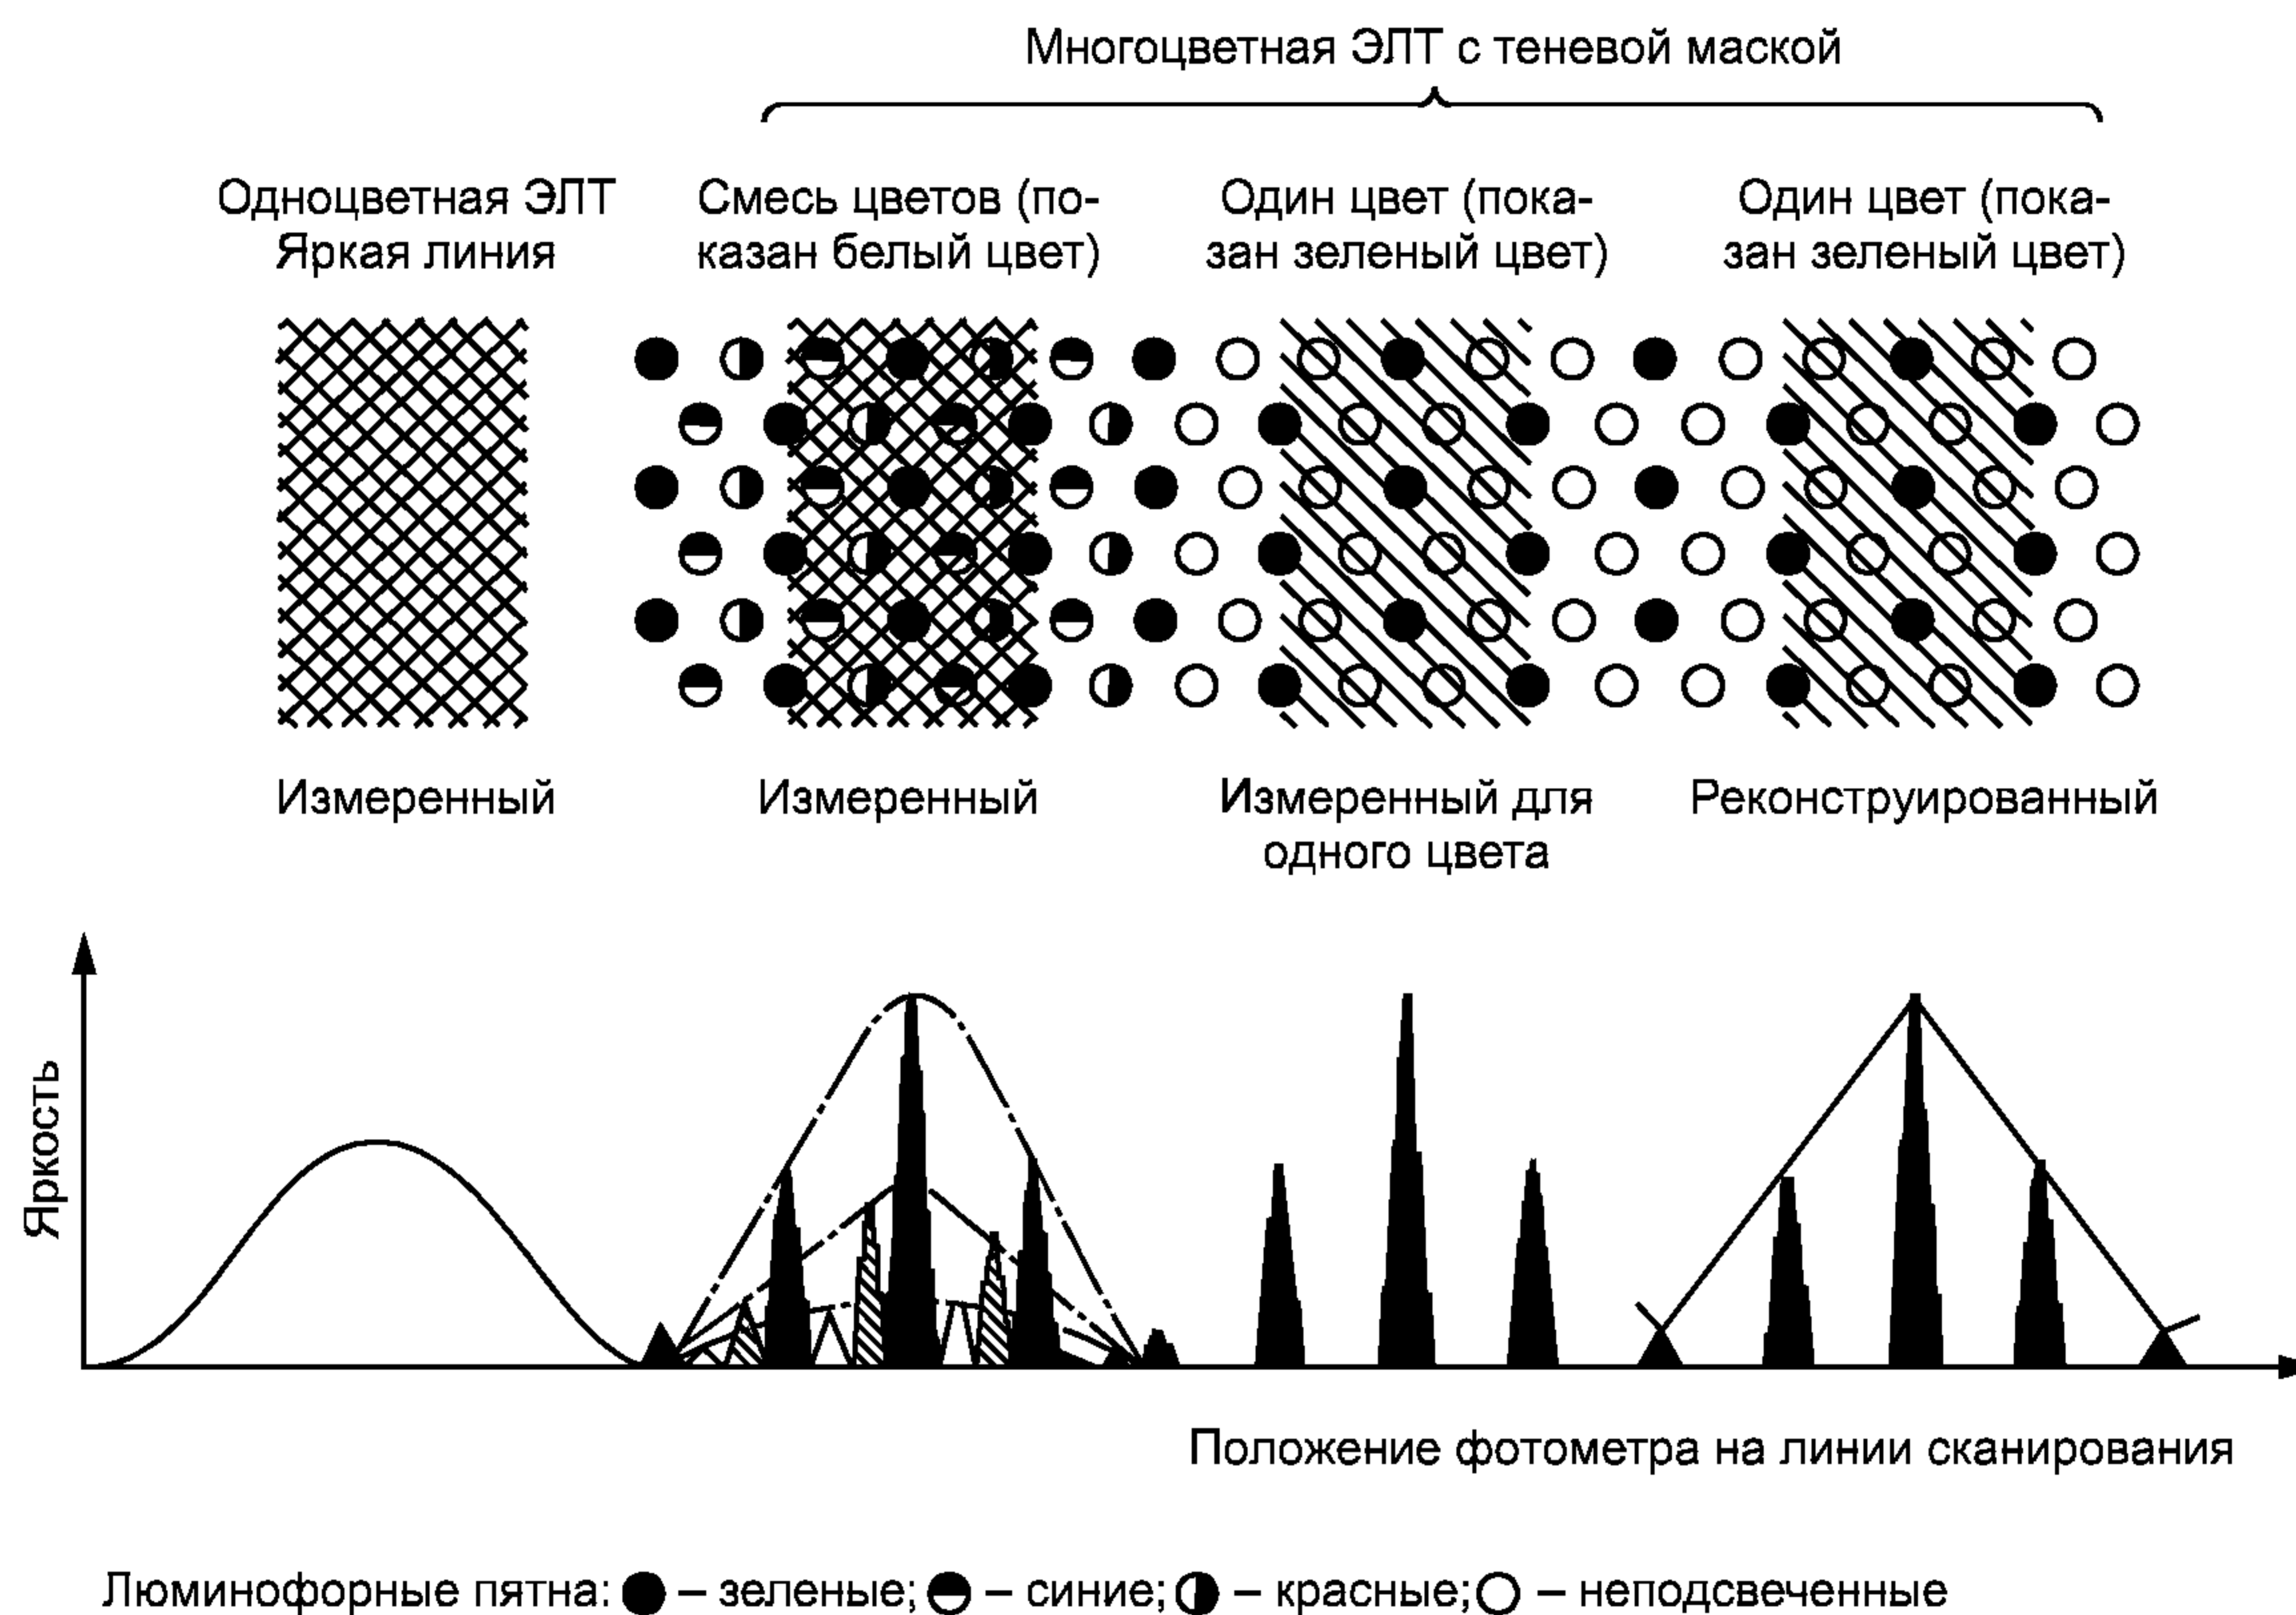 Многоцветная ЭЛТ с теневой маской
Одноцветная ЭЛТ
Яркая линия
Смесь цветов (по-
казан белый цвет)
Один цвет (пока-
зан зеленый цвет)
Один цвет (пока-
зан зеленый цвет)
Измеренный
Измеренный
Измеренный для
одного цвета
Реконструированный
Яркость
Положение фотометра на линии сканирования
Люминофорные пятна: – зеленые; – синие; – красные; – неподсвеченные